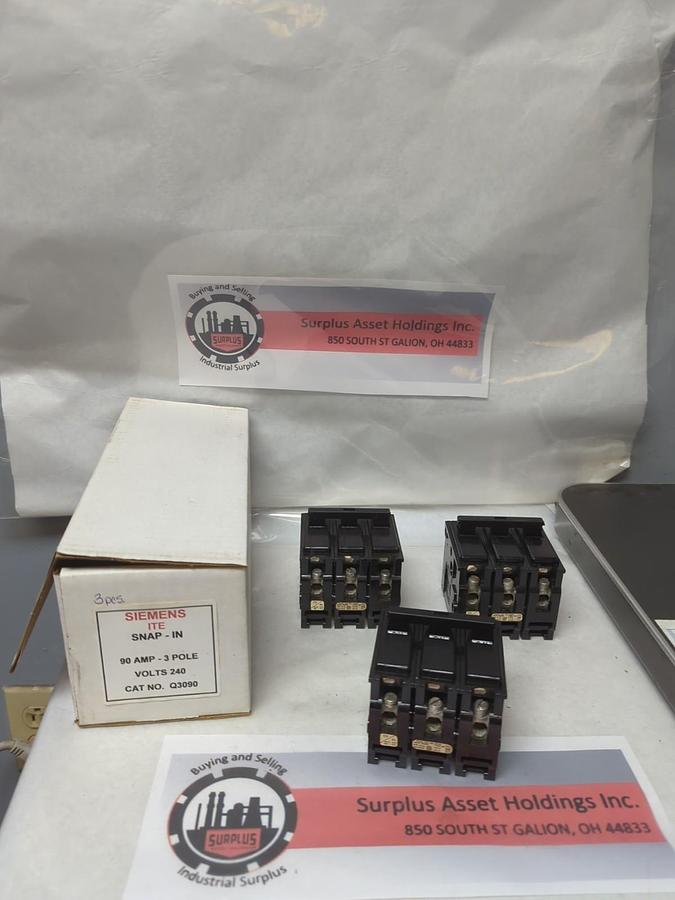 Buying and Selling
SURPLUS
Industrial Surplus
Surplus Asset Holdings Inc.
850 SOUTH ST GALION, OH 44833
3pcs.
SIEMENS
ITE
SNAP - IN
90 AMP - 3 POLE
VOLTS 240
CAT NO. Q3090
Buying and Selling
SURPLUS
Industrial Surplus
Surplus Asset Holdings Inc.
850 SOUTH ST GALION, OH 44833